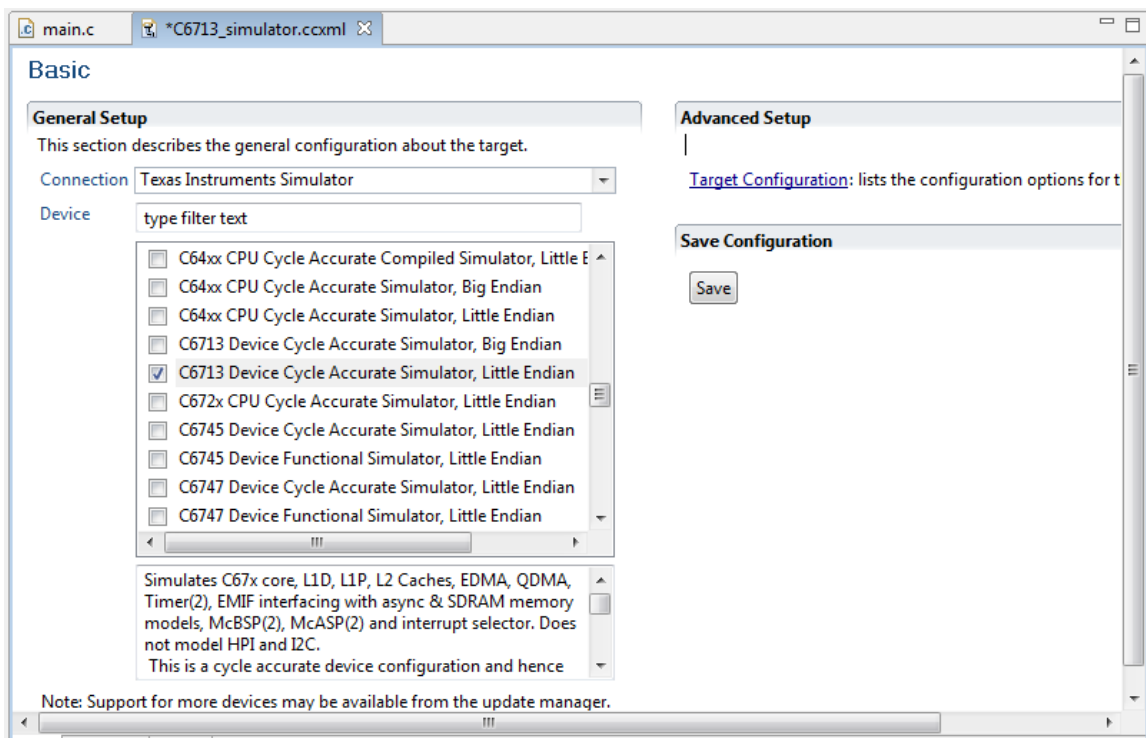 main.c
*C6713_simulator.ccxml
Basic
General Setup
This section describes the general configuration about the target.
Connection Texas Instruments Simulator
Device type filter text
C64xx CPU Cycle Accurate Compiled Simulator, Little E
C64xx CPU Cycle Accurate Simulator, Big Endian
C64xx CPU Cycle Accurate Simulator, Little Endian
C6713 Device Cycle Accurate Simulator, Big Endian
C6713 Device Cycle Accurate Simulator, Little Endian
C672x CPU Cycle Accurate Simulator, Little Endian
C6745 Device Cycle Accurate Simulator, Little Endian
C6745 Device Functional Simulator, Little Endian
C6747 Device Cycle Accurate Simulator, Little Endian
C6747 Device Functional Simulator, Little Endian
Simulates C67x core, L1D, L1P, L2 Caches, EDMA, QDMA,
Timer(2), EMIF interfacing with async & SDRAM memory
models, McBSP(2), McASP(2) and interrupt selector. Does
not model HPI and I2C.
This is a cycle accurate device configuration and hence
Note: Support for more devices may be available from the update manager.
Advanced Setup
Target Configuration: lists the configuration options for t
Save Configuration
Save